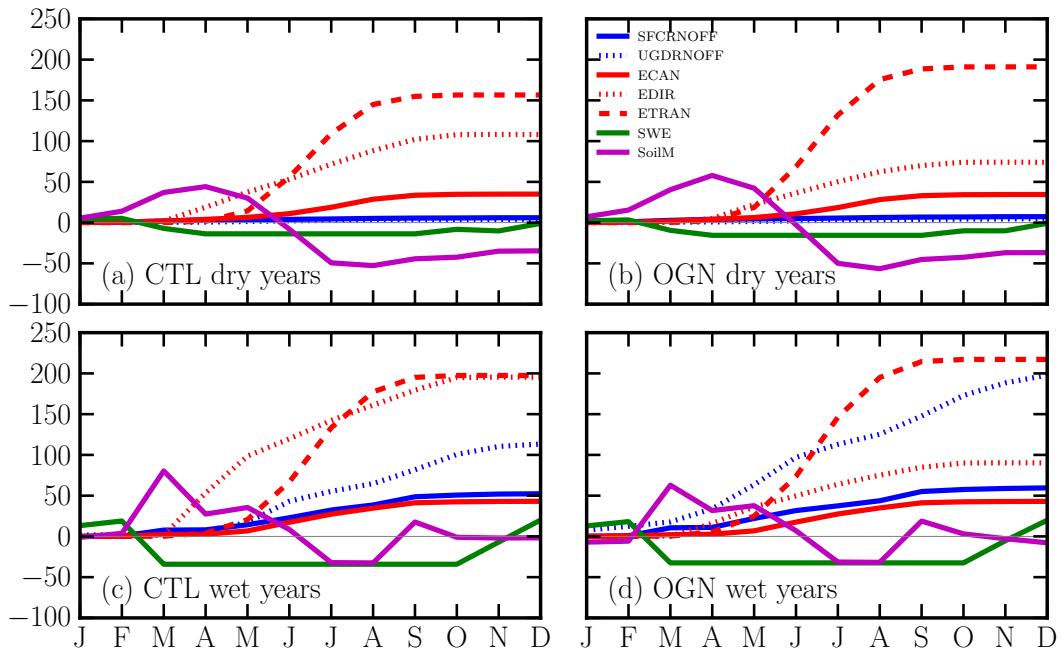 250
200
150
100
50
0
−50
−100
(a) CTL dry years
SFCRNOFF
UGDRNOFF
ECAN
EDIR
ETRAN
SWE
SoilM
(b) OGN dry years
250
200
150
100
50
0
−50
−100
(c) CTL wet years
(d) OGN wet years
J F M A M J J A S O N D
J F M A M J J A S O N D